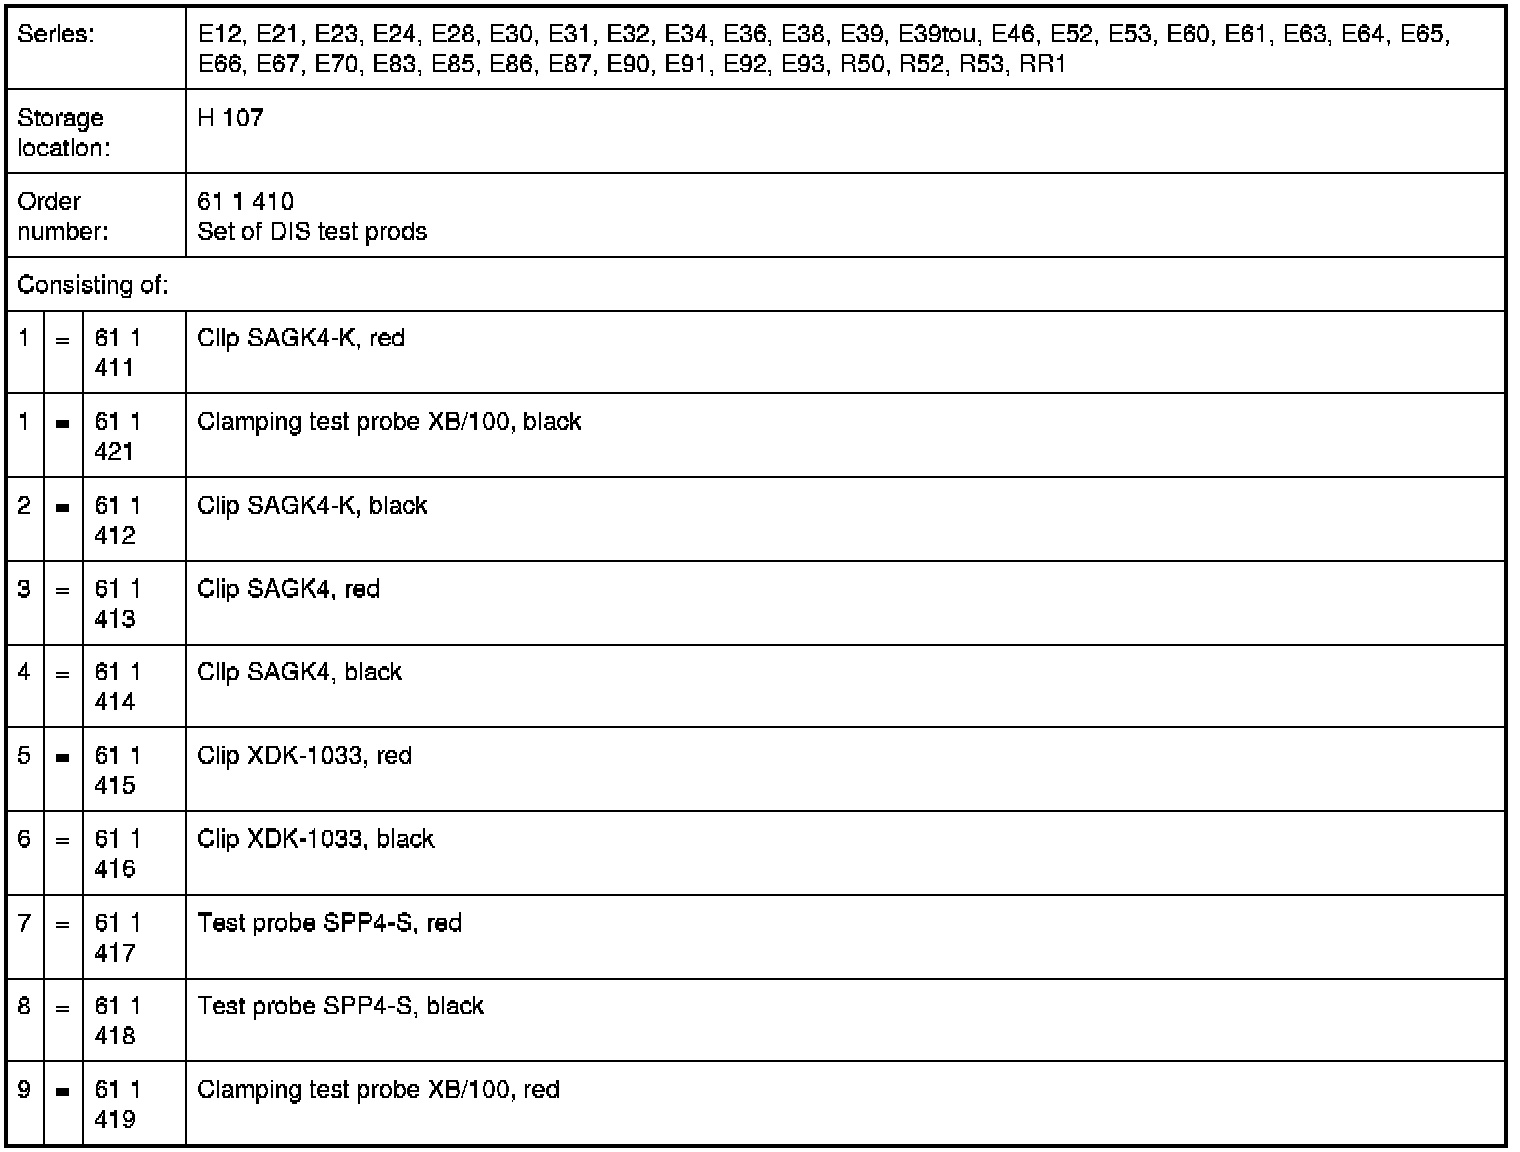 Series: E12, E21, E23, E24, E28, E30, E31, E32, E34, E36, E38, E39, E39tou, E46, E52, E53, E60, E61, E63, E64, E65,
E66, E67, E70, E83, E85, E86, E87, E90, E91, E92, E93, R50, R52, R53, RR1
Storage H 107
location:
Order 61 1 410
number: Set of DIS test prods
Consisting of:
1 = 61 1 Clip SAGK4-K, red
411
1 = 61 1 Clamping test probe XB/100, black
421
2 = 61 1 Clip SAGK4-K, black
412
3 = 61 1 Clip SAGK4, red
413
4 = 61 1 Clip SAGK4, black
414
5 = 61 1 Clip XDK-1033, red
415
6 = 61 1 Clip XDK-1033, black
416
7 = 61 1 Test probe SPP4-S, red
417
8 = 61 1 Test probe SPP4-S, black
418
9 = 61 1 Clamping test probe XB/100, red
419